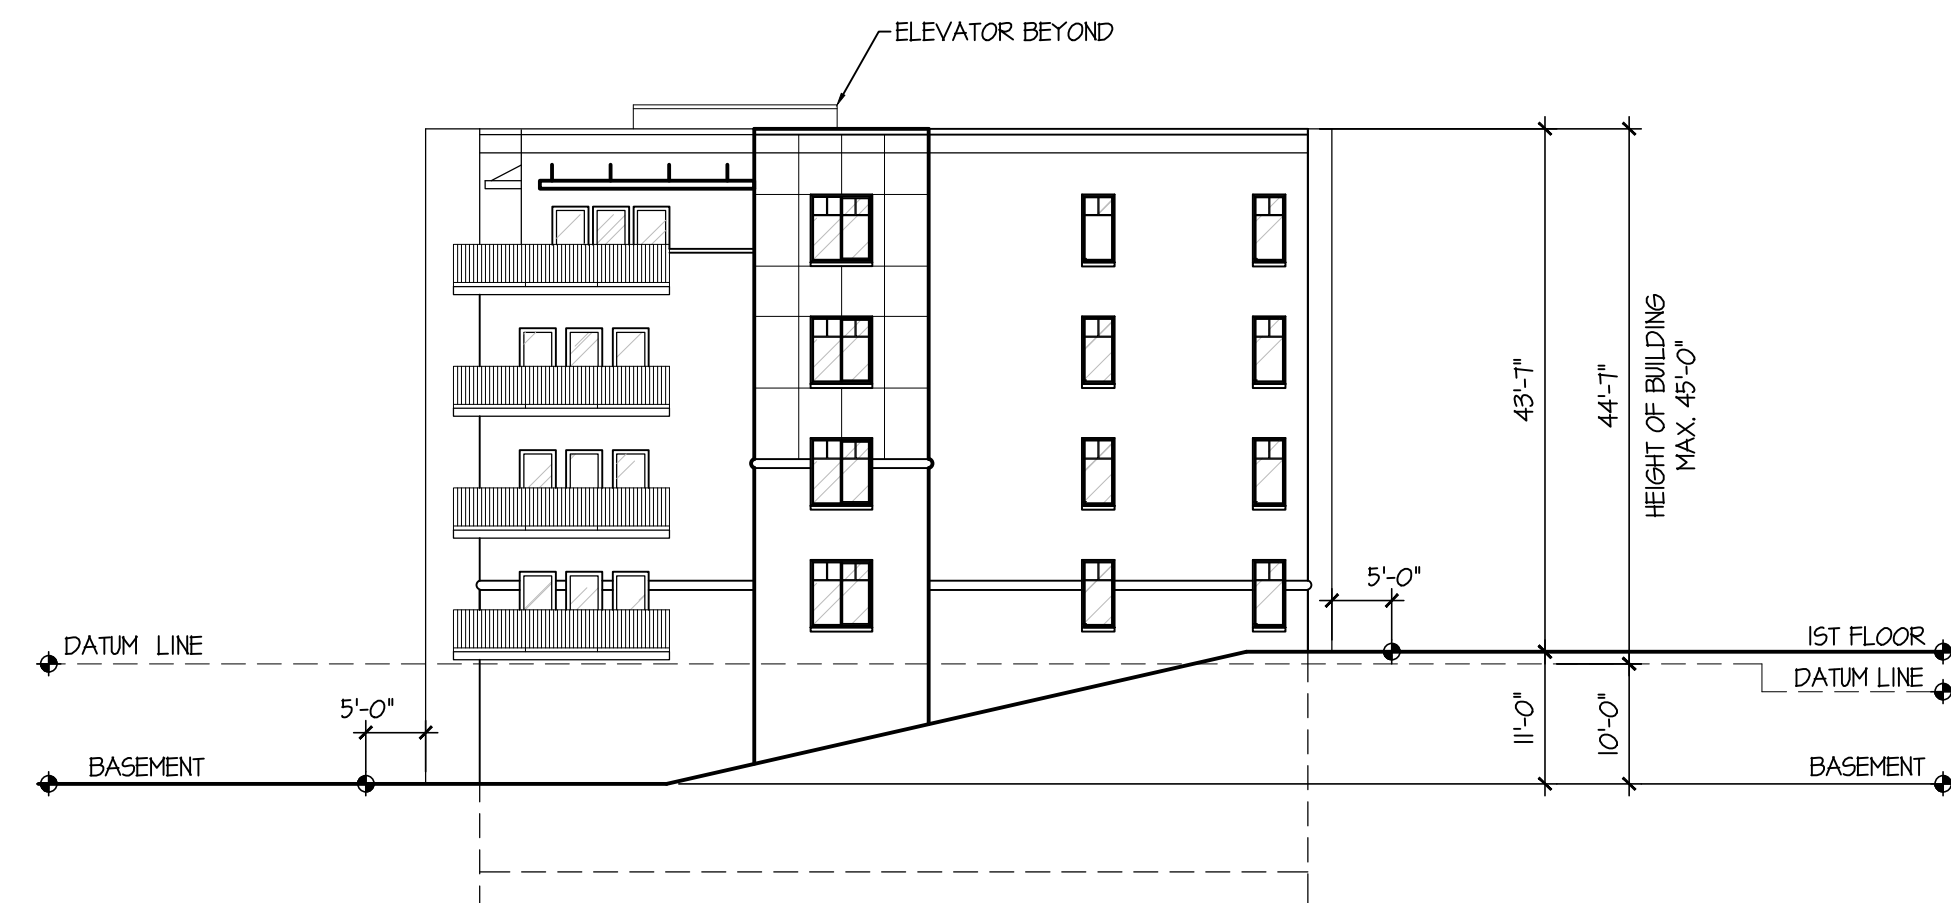 ELEVATOR BEYOND
43'-7"
44'-7"
HEIGHT OF BUILDING
MAX. 45'-0"
5'-0"
DATUM LINE
1ST FLOOR
DATUM LINE
5'-0"
11'-0"
10'-0"
BASEMENT
BASEMENT